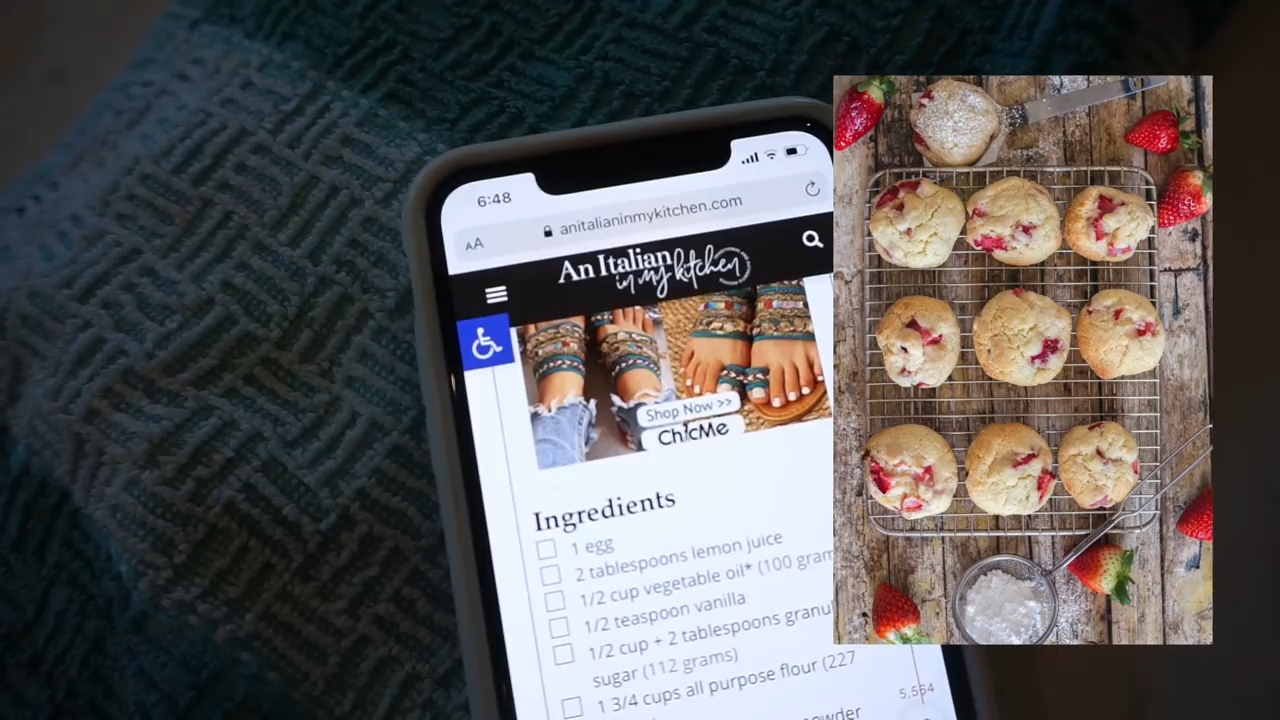 6:48
AA
anitalianinmykitchen.com
An Italian
in my kitchen
Shop Now >>
ChicMe
Ingredients
1 egg
2 tablespoons lemon juice
1/2 cup vegetable oil* (100 gram
1/2 teaspoon vanilla
1/2 cup + 2 tablespoons granul
sugar (112 grams)
1 3/4 cups all purpose flour (227
5,564
owder